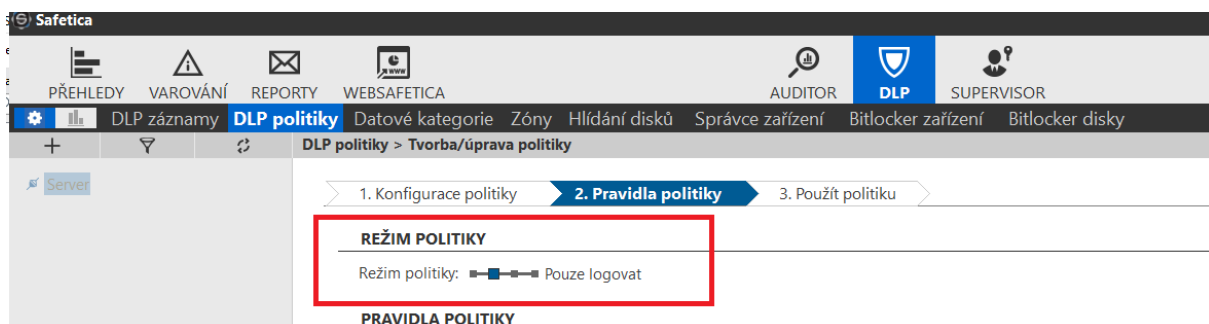 Safetica
PŘEHLEDY VAROVÁNÍ REPORTY WEBSAFETICA AUDITOR DLP SUPERVISOR
DLP záznamy DLP politiky Datové kategorie Zóny Hlídání disků Správce zařízení Bitlocker zařízení Bitlocker disky
DLP politiky > Tvorba/úprava politiky
Server
1. Konfigurace politiky 2. Pravidla politiky 3. Použít politiku
REŽIM POLITIKY
Režim politiky: Pouze logovat
PRAVIDLA POLITIKY